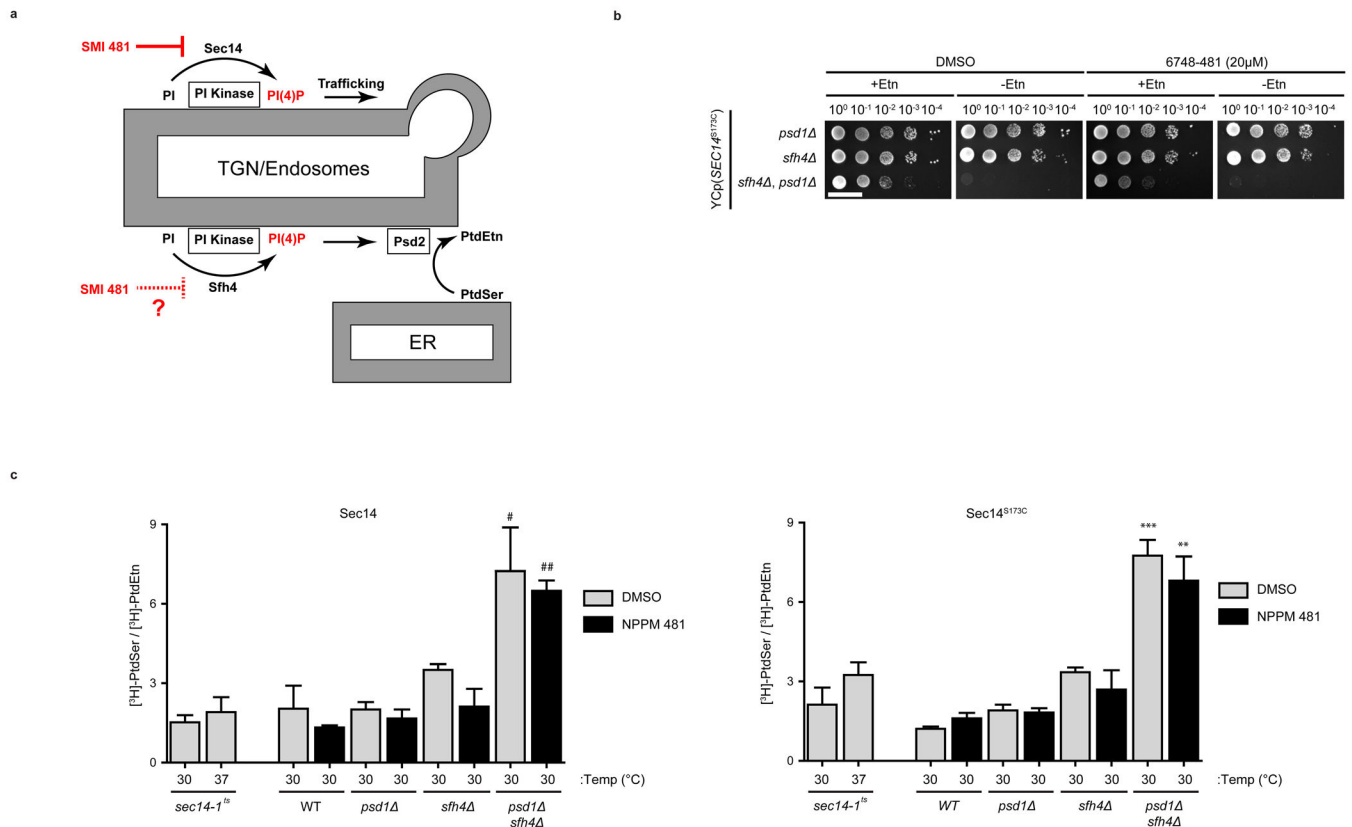 a
SMI 481
Sec14
PI
PI Kinase
PI(4)P
Trafficking
TGN/Endosomes
PI
PI Kinase
PI(4)P
Psd2
PtdEtn
Sfh4
SMI 481
?
PtdSer
ER
b
DMSO
6748-481 (20µM)
+Etn
-Etn
+Etn
-Etn
10⁰ 10⁻¹ 10⁻² 10⁻³ 10⁻⁴
10⁰ 10⁻¹ 10⁻² 10⁻³ 10⁻⁴
10⁰ 10⁻¹ 10⁻² 10⁻³ 10⁻⁴
10⁰ 10⁻¹ 10⁻² 10⁻³ 10⁻⁴
YCp(SEC14ˢ¹⁷³ᶜ)
psd1Δ
sfh4Δ
sfh4Δ, psd1Δ
c
Sec14
[³H]-PtdSer / [³H]-PtdEtn
9
6
3
0
#
##
DMSO
NPPM 481
30 37 30 30 30 30 30 30 30 30 :Temp (°C)
sec14-1ᵗˢ WT psd1Δ sfh4Δ psd1Δ
sfh4Δ
Sec14S173C
[³H]-PtdSer / [³H]-PtdEtn
9
6
3
0
***
**
DMSO
NPPM 481
30 37 30 30 30 30 30 30 30 30 :Temp (°C)
sec14-1ᵗˢ WT psd1Δ sfh4Δ psd1Δ
sfh4Δ